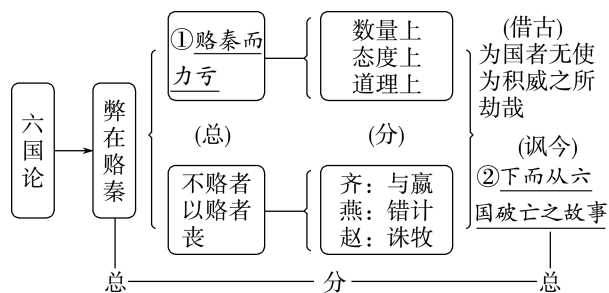 六国论
弊在赂秦
①赂秦而
力亏
(总)
不赂者
以赂者
丧
数量上
态度上
道理上
(分)
齐：与嬴
燕：错计
赵：诛牧
(借古)
为国者无使
为积威之所
劫哉
(讽今)
②下而从六
国破亡之故事
总
分
总